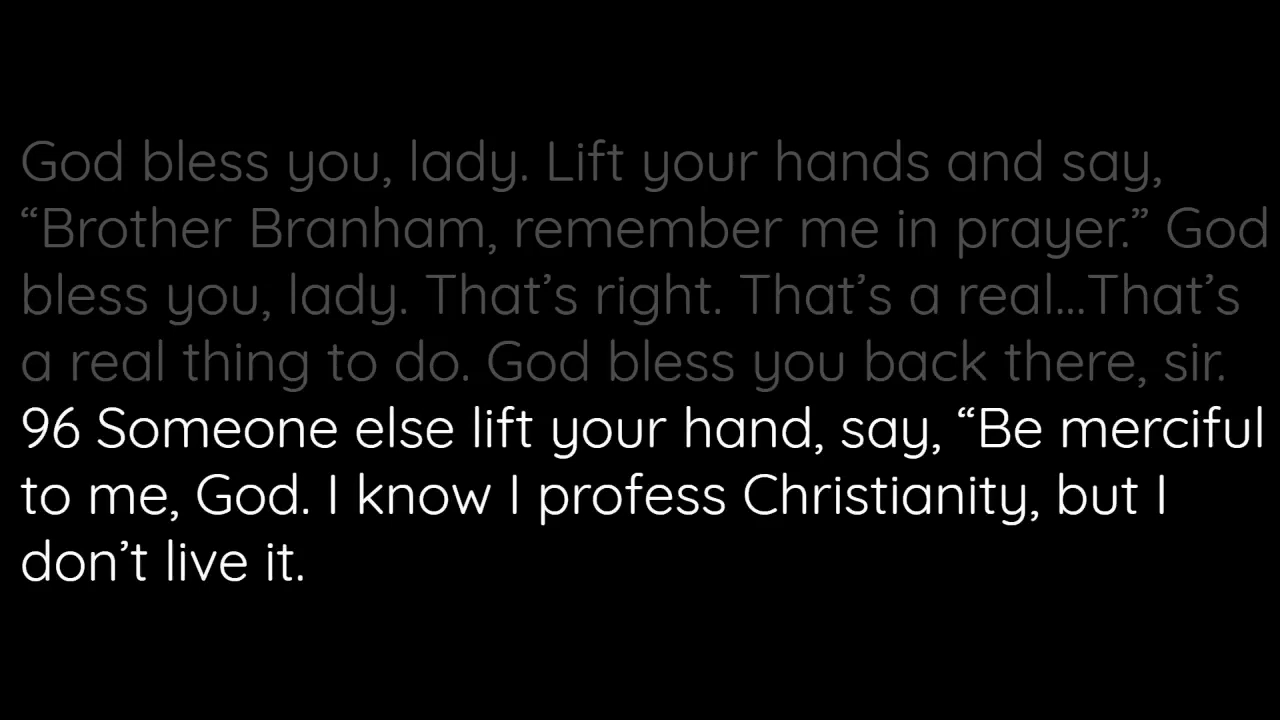 God bless you, lady. Lift your hands and say,
“Brother Branham, remember me in prayer.” God
bless you, lady. That’s right. That’s a real...That’s
a real thing to do. God bless you back there, sir.
96 Someone else lift your hand, say, “Be merciful
to me, God. I know I profess Christianity, but I
don’t live it.